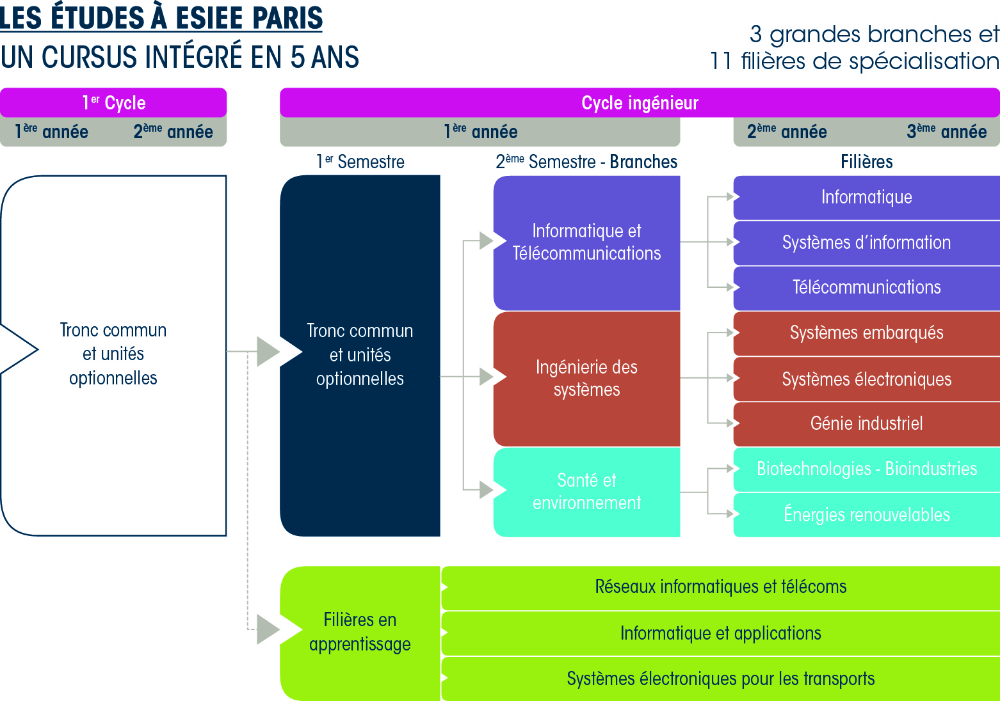 LES ÉTUDES À ESIEE PARIS
UN CURSUS INTÉGRÉ EN 5 ANS
3 grandes branches et
11 filières de spécialisation
1er Cycle
Cycle ingénieur
1ère année
2ème année
1ère année
2ème année
3ème année
1er Semestre
2ème Semestre - Branches
Filières
Tronc commun
et unités
optionnelles
Tronc commun
et unités
optionnelles
Informatique et
Télécommunications
Informatique
Systèmes d'information
Télécommunications
Ingénierie des
systèmes
Systèmes embarqués
Systèmes électroniques
Génie industriel
Santé et
environnement
Biotechnologies - Bioindustries
Énergies renouvelables
Filières en
apprentissage
Réseaux informatiques et télécoms
Informatique et applications
Systèmes électroniques pour les transports